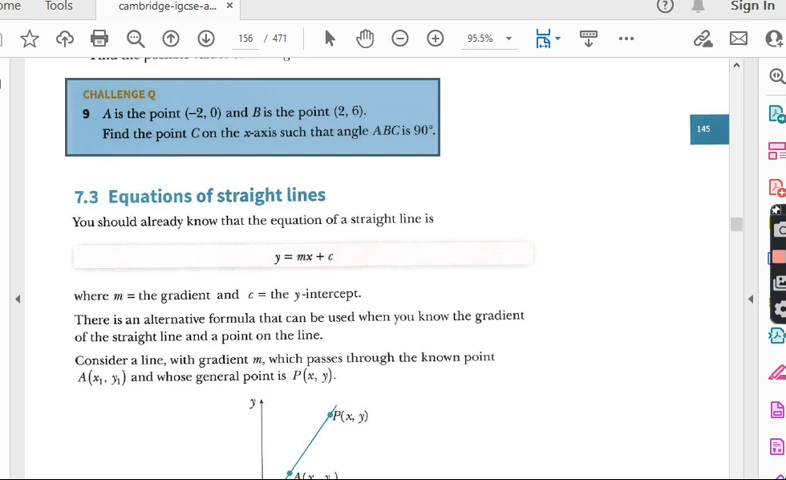 Tools
cambridge-igcse-a... ×
Sign In
156 / 471
95.5%
CHALLENGE Q
9 A is the point (−2, 0) and B is the point (2, 6).
Find the point C on the x-axis such that angle ABC is 90°.
145
7.3 Equations of straight lines
You should already know that the equation of a straight line is
y = mx + c
where m = the gradient and c = the y-intercept.
There is an alternative formula that can be used when you know the gradient
of the straight line and a point on the line.
Consider a line, with gradient m, which passes through the known point
A(x₁, y₁) and whose general point is P(x, y).
y
P(x, y)